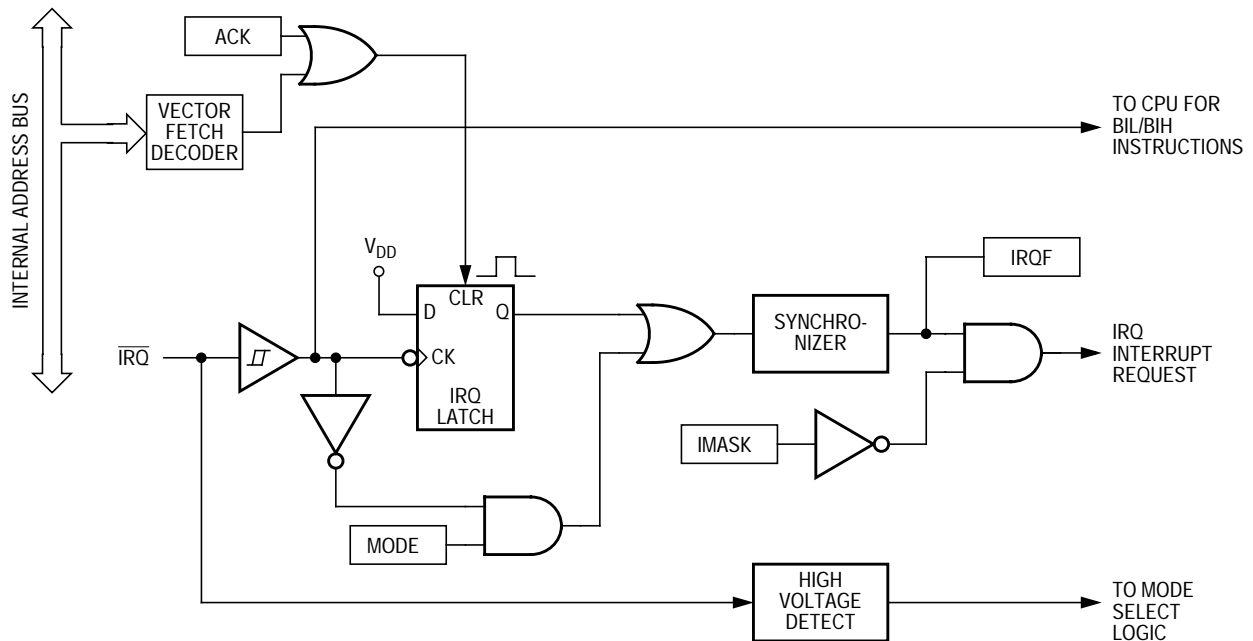 ACK
INTERNAL ADDRESS BUS
VECTOR
FETCH
DECODER
TO CPU FOR
BIL/BIH
INSTRUCTIONS
VDD
CLR
D
Q
CK
IRQ
LATCH
IRQ
SYNCHRO-
NIZER
IRQF
IRQ
INTERRUPT
REQUEST
IMASK
MODE
HIGH
VOLTAGE
DETECT
TO MODE
SELECT
LOGIC